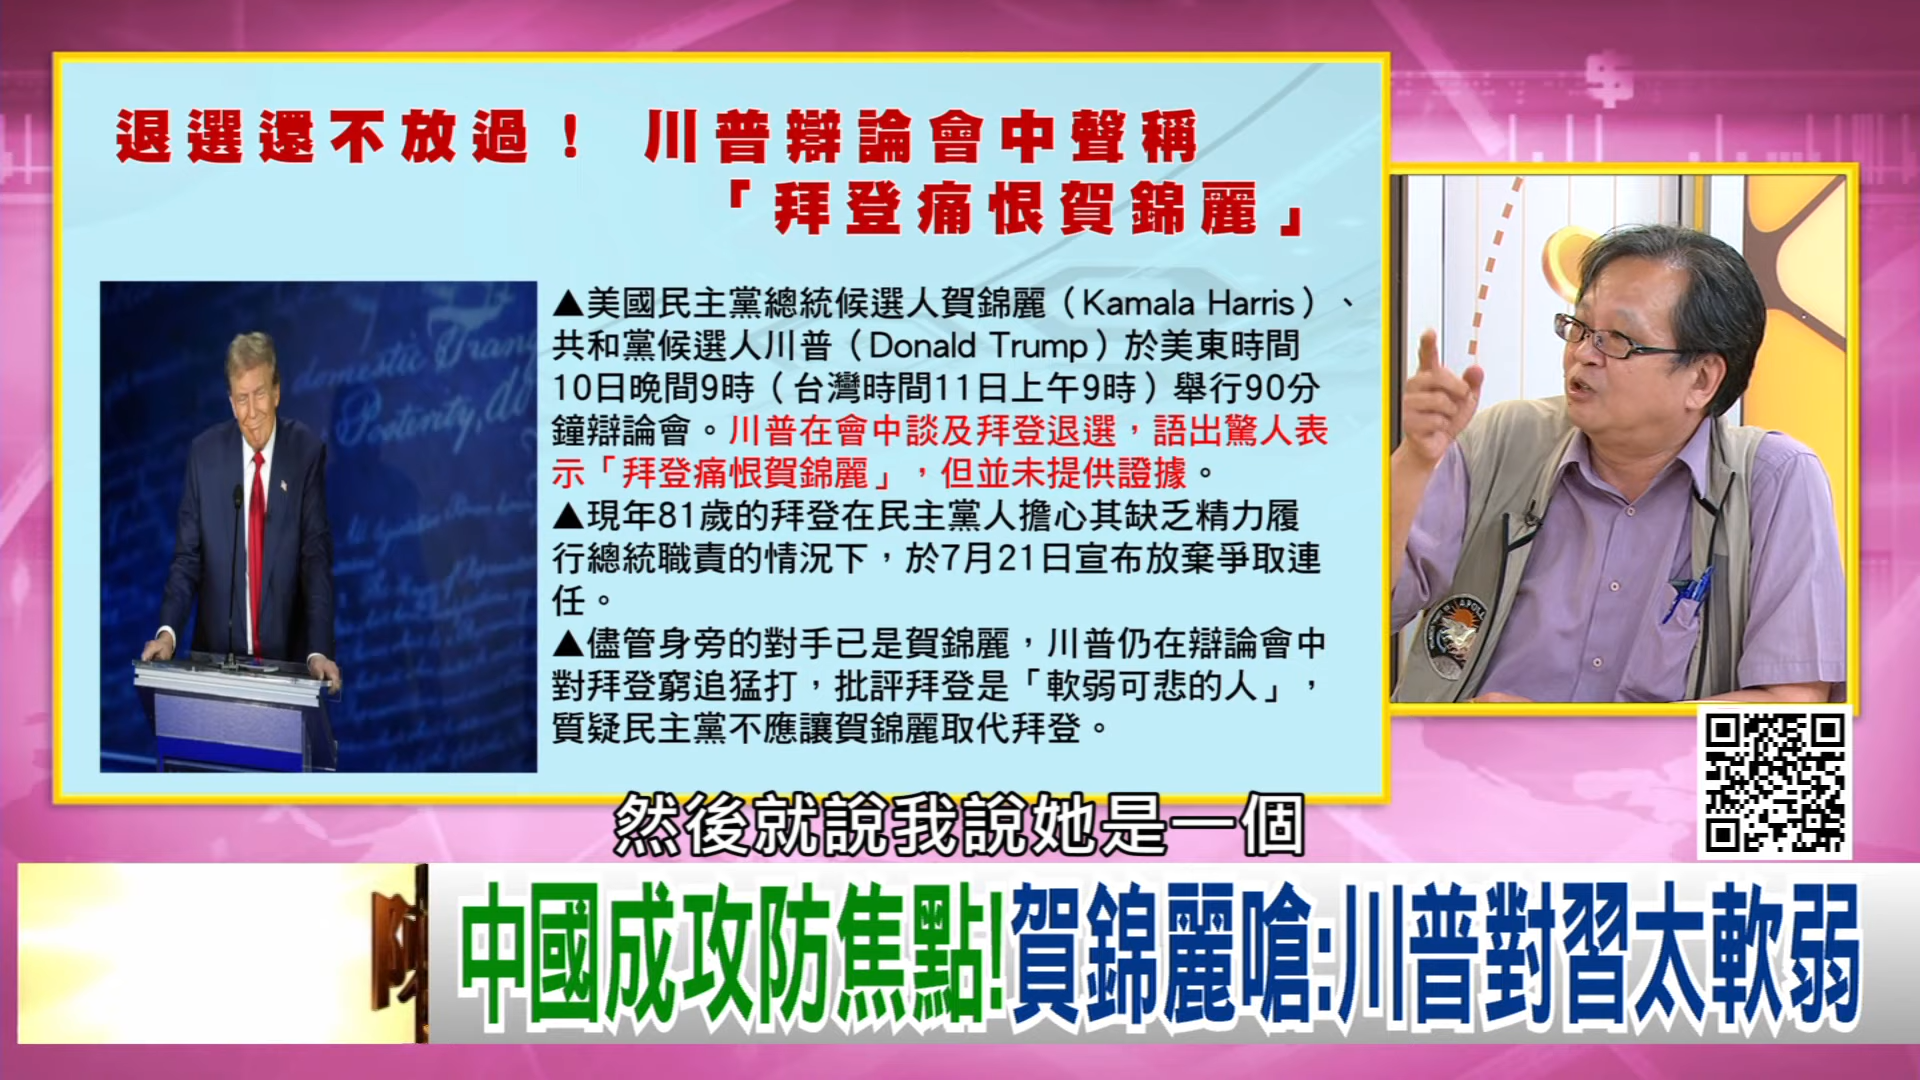 退選還不放過！ 川普辯論會中聲稱
「拜登痛恨賀錦麗」
▲美國民主黨總統候選人賀錦麗（Kamala Harris）、
共和黨候選人川普（Donald Trump）於美東時間
10日晚間9時（台灣時間11日上午9時）舉行90分
鐘辯論會。川普在會中談及拜登退選，語出驚人表
示「拜登痛恨賀錦麗」，但並未提供證據。
▲現年81歲的拜登在民主黨人擔心其缺乏精力履
行總統職責的情況下，於7月21日宣布放棄爭取連
任。
▲儘管身旁的對手已是賀錦麗，川普仍在辯論會中
對拜登窮追猛打，批評拜登是「軟弱可悲的人」，
質疑民主黨不應讓賀錦麗取代拜登。
domestic Tran
Posterity,
然後就說我說她是一個
中國成攻防焦點!賀錦麗嗆:川普對習太軟弱